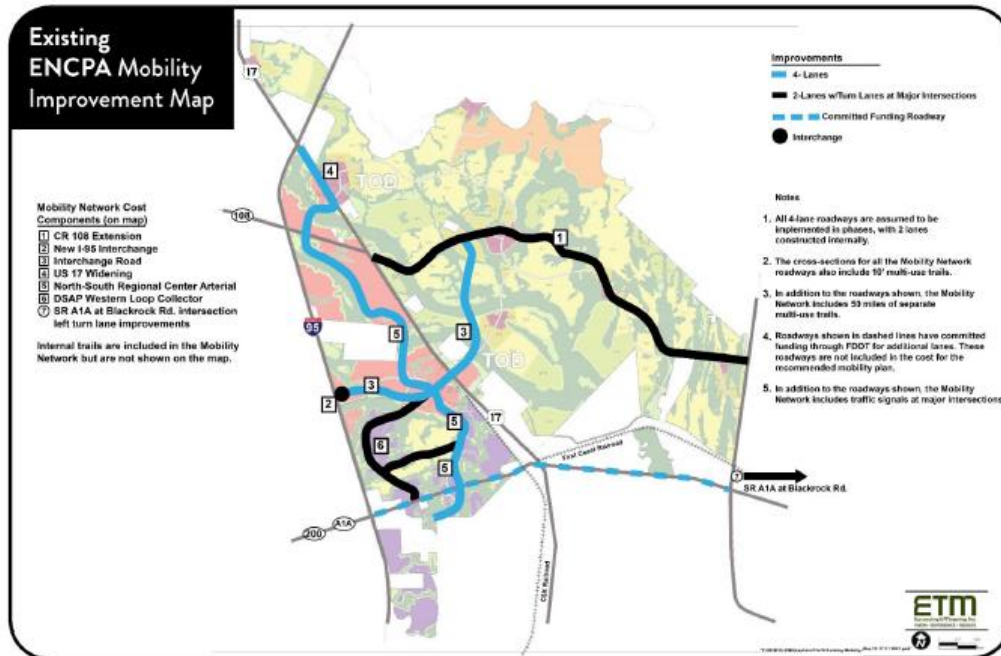 Existing
ENCPA Mobility
Improvement Map
Mobility Network Cost
Components (on map)
1 CR 108 Extension
2 New I-95 Interchange
3 Interchange Road
4 US 17 Widening
5 North-South Regional Center Arterial
6 DSAP Western Loop Collector
7 SR A1A at Blackrock Rd. intersection
left turn lane improvements
Internal trails are included in the Mobility
Network but are not shown on the map.
17
4
TOD
108
1
95
5
3
TOD
3
2
5
17
6
5
First Coast Railroad
7
SR A1A at Blackrock Rd.
A1A
200
CSX Railroad
Improvements
4- Lanes
2-Lanes w/Turn Lanes at Major Intersections
Committed Funding Roadway
Interchange
Notes
1. All 4-lane roadways are assumed to be
implemented in phases, with 2 lanes
constructed internally.
2. The cross-sections for all the Mobility Network
roadways also include 10' multi-use trails.
3. In addition to the roadways shown, the Mobility
Network includes 50 miles of separate
multi-use trails.
4. Roadways shown in dashed lines have committed
funding through FDOT for additional lanes. These
roadways are not included in the cost for the
recommended mobility plan.
5. In addition to the roadways shown, the Mobility
Network includes traffic signals at major intersections
ETM
N